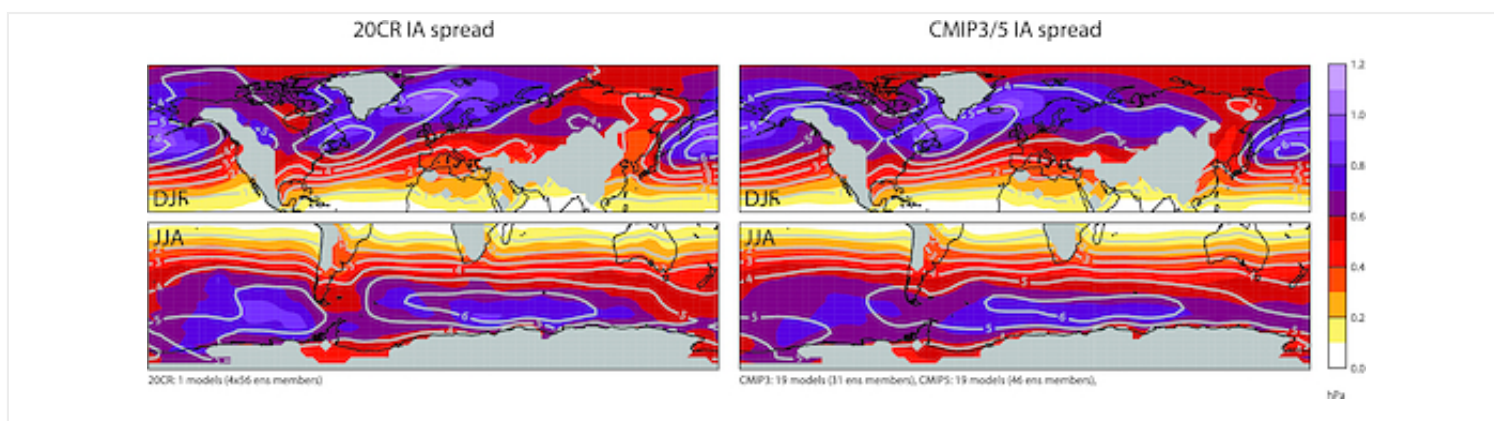 20CR IA spread
CMIP3/5 IA spread
DJF
DJF
JJA
JJA
1.2
1.0
0.8
0.6
0.4
0.2
0.0
hPa
20CR: 1 models (4x56 ens members)
CMIP3: 19 models (31 ens members), CMIP5: 19 models (46 ens members),